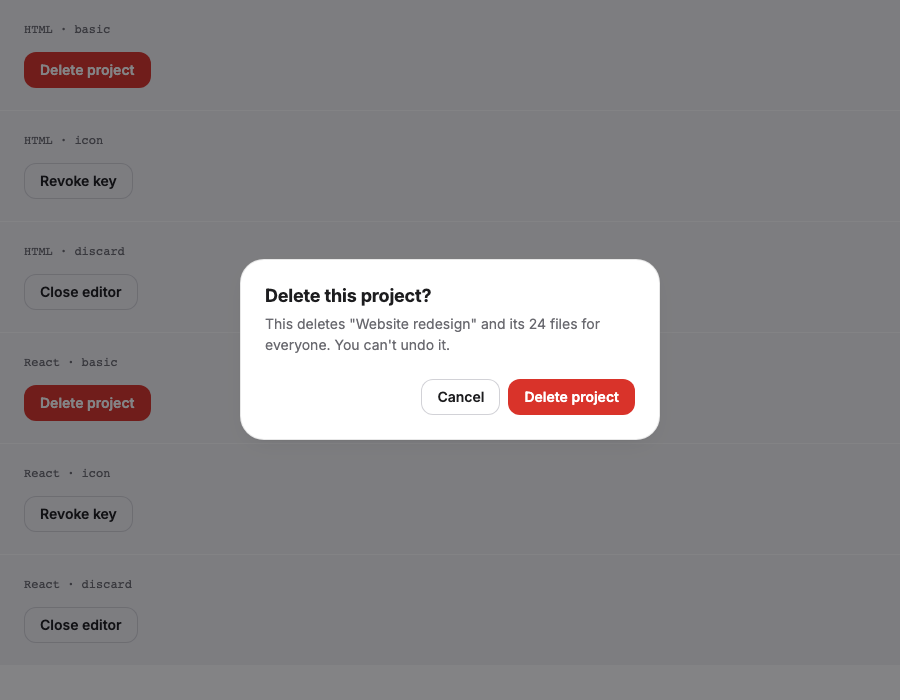 HTML · basic
Delete project
HTML · icon
Revoke key
HTML · discard
Close editor
Delete this project?
This deletes "Website redesign" and its 24 files for
everyone. You can't undo it.
Cancel
Delete project
React · basic
Delete project
React · icon
Revoke key
React · discard
Close editor